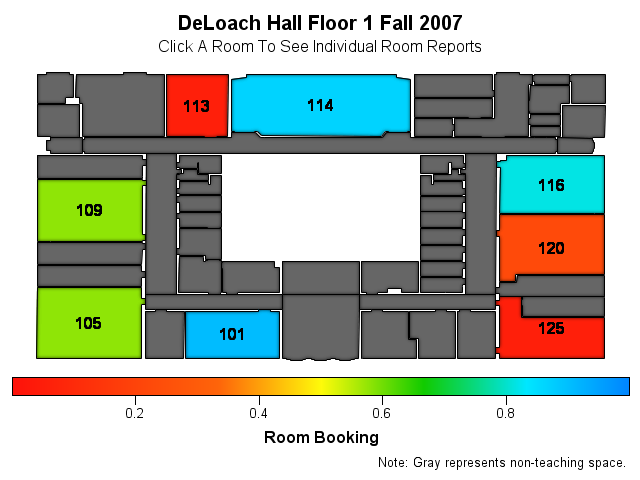 DeLoach Hall Floor 1 Fall 2007
Click A Room To See Individual Room Reports
113
114
116
109
120
105
101
125
0.2 0.4 0.6 0.8
Room Booking
Note: Gray represents non-teaching space.